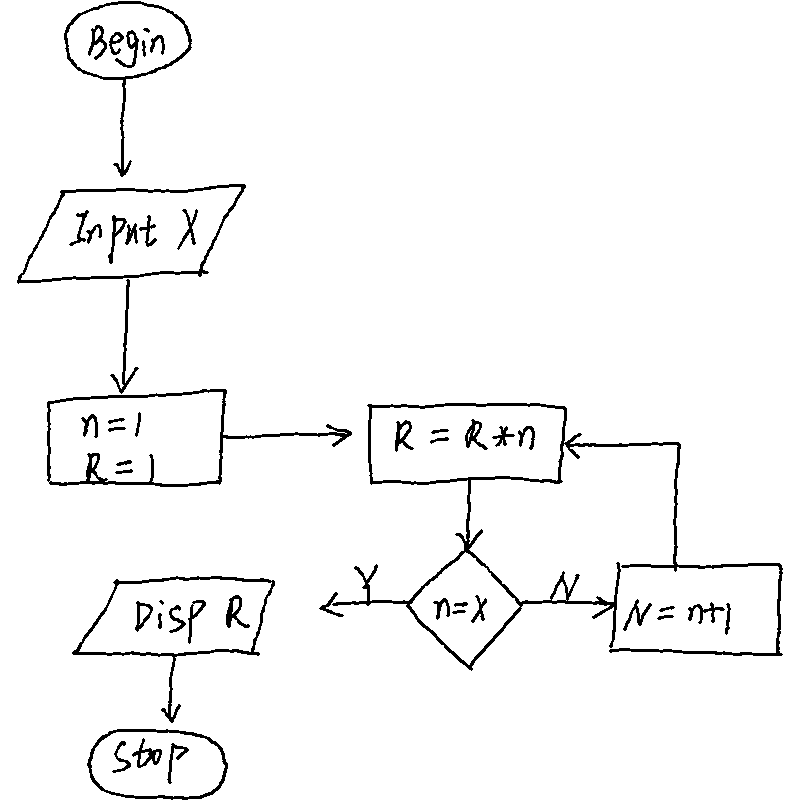 Begin
Input X
n=1
R=1
R = R*n
n=X
Y
N
N = n+1
Disp R
Stop